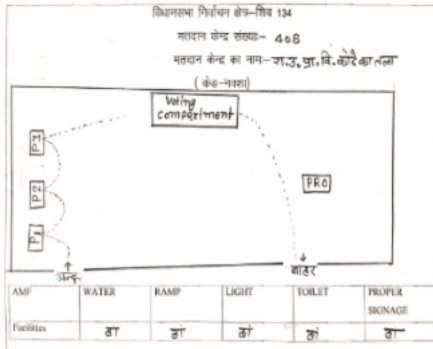 विधानसभा निर्वाचन क्षेत्र-शिव 134
मतदान केन्द्र संख्या:- 408
मतदान केन्द्र का नाम:- रा.उ.प्रा.वि.कोटेका तला
(केन्द्र-नक्शा)
Voting
compartment
P3
P2
PRO
P1
अन्दर
बाहर
AMF WATER RAMP LIGHT TOILET PROPER SIGNAGE
Facilities हां हां हां हां हां